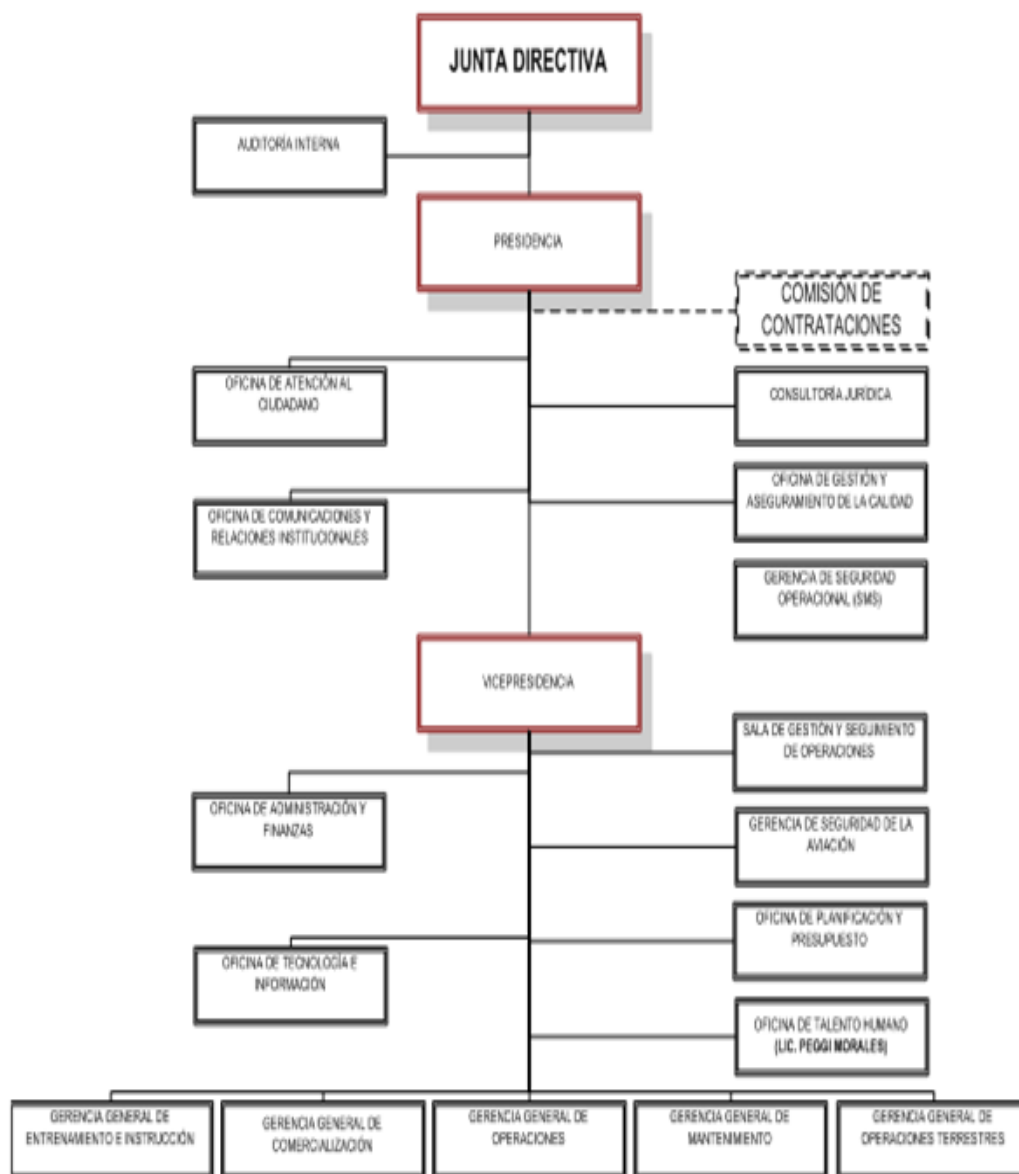 JUNTA DIRECTIVA
AUDITORÍA INTERNA
PRESIDENCIA
COMISIÓN DE
CONTRATACIONES
OFICINA DE ATENCIÓN AL
CIUDADANO
CONSULTORÍA JURÍDICA
OFICINA DE GESTIÓN Y
ASEGURAMIENTO DE LA CALIDAD
OFICINA DE COMUNICACIONES Y
RELACIONES INSTITUCIONALES
GERENCIA DE SEGURIDAD
OPERACIONAL (SMS)
VICEPRESIDENCIA
SALA DE GESTIÓN Y SEGUIMIENTO
DE OPERACIONES
OFICINA DE ADMINISTRACIÓN Y
FINANZAS
GERENCIA DE SEGURIDAD DE LA
AVIACIÓN
OFICINA DE PLANIFICACIÓN Y
PRESUPUESTO
OFICINA DE TECNOLOGÍA E
INFORMACIÓN
OFICINA DE TALENTO HUMANO
(LIC. PEGGI MORALES)
GERENCIA GENERAL DE
ENTRENAMIENTO E INSTRUCCIÓN
GERENCIA GENERAL DE
COMERCIALIZACIÓN
GERENCIA GENERAL DE
OPERACIONES
GERENCIA GENERAL DE
MANTENIMIENTO
GERENCIA GENERAL DE
OPERACIONES TERRESTRES